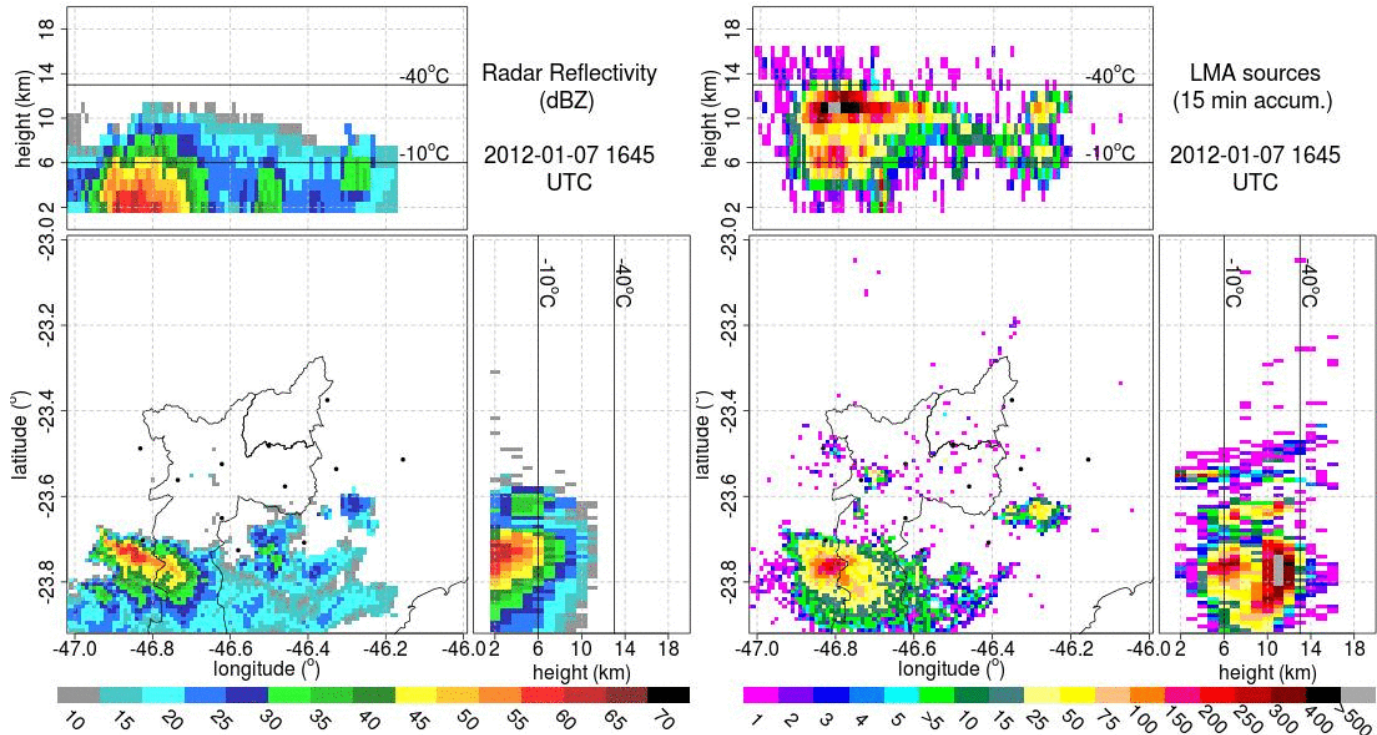 18
14
10
6
2
0
height (km)
-40°C
-10°C
Radar Reflectivity
(dBZ)
2012-01-07 1645
UTC
18
14
10
6
2
3.0
height (km)
-40°C
-10°C
LMA sources
(15 min accum.)
2012-01-07 1645
UTC
-23
-23.2
-23.4
-23.6
-23.8
latitude (°)
-10°C
-40°C
-23
-23.2
-23.4
-23.6
-23.8
latitude (°)
-10°C
-40°C
-47.0 -46.8 -46.6 -46.4 -46.2 -46.0 2 6 10 14 18
longitude (°) height (km)
-47.0 -46.8 -46.6 -46.4 -46.2 -46.0 2 6 10 14 18
longitude (°) height (km)
10 15 20 25 30 35 40 45 50 55 60 65 70
1 2 3 4 5 >5 10 15 25 50 75 100 150 200 250 300 400 >500